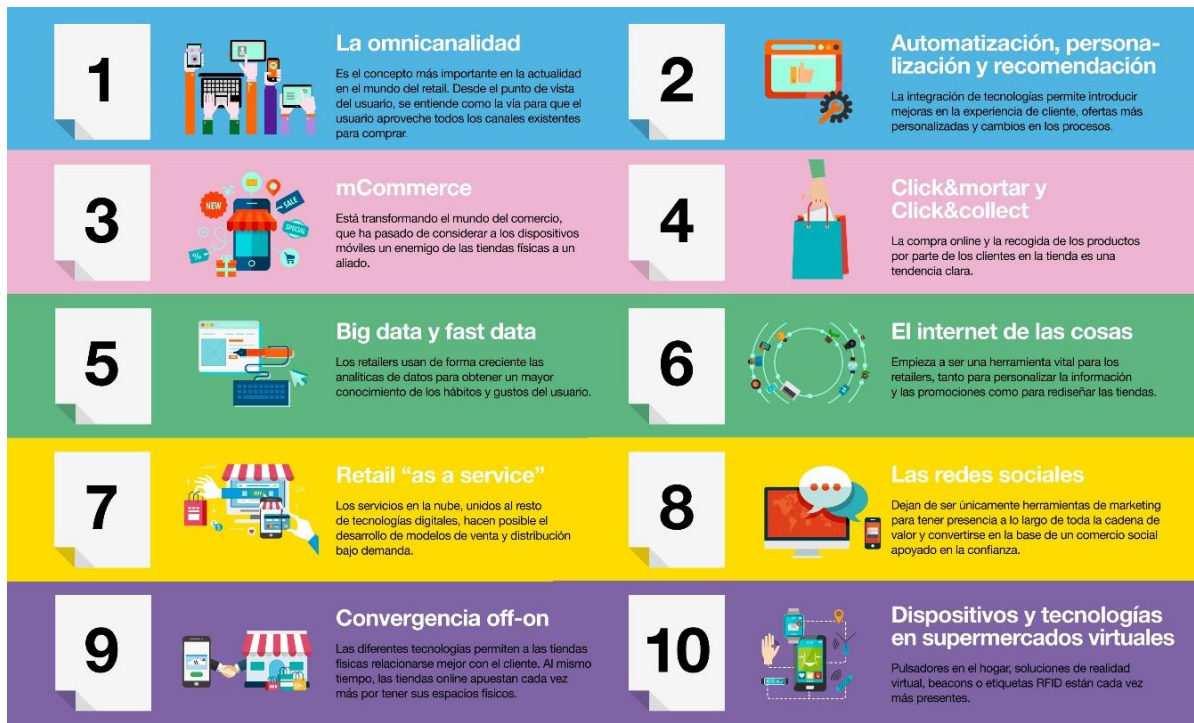 1
La omnicanalidad
Es el concepto más importante en la actualidad
en el mundo del retail. Desde el punto de vista
del usuario, se entiende como la vía para que el
usuario aproveche todos los canales existentes
para comprar.
2
Automatización, persona-
lización y recomendación
La integración de tecnologías permite introducir
mejoras en la experiencia de cliente, ofertas más
personalizadas y cambios en los procesos.
3
NEW
SALE
SPECIAL
%
mCommerce
Está transformando el mundo del comercio,
que ha pasado de considerar a los dispositivos
móviles un enemigo de las tiendas físicas a un
aliado.
4
Click&mortar y
Click&collect
La compra online y la recogida de los productos
por parte de los clientes en la tienda es una
tendencia clara.
5
Big data y fast data
Los retailers usan de forma creciente las
analíticas de datos para obtener un mayor
conocimiento de los hábitos y gustos del usuario.
6
El internet de las cosas
Empieza a ser una herramienta vital para los
retailers, tanto para personalizar la información
y las promociones como para rediseñar las tiendas.
7
Retail “as a service”
Los servicios en la nube, unidos al resto
de tecnologías digitales, hacen posible el
desarrollo de modelos de venta y distribución
bajo demanda.
8
Las redes sociales
Dejan de ser únicamente herramientas de marketing
para tener presencia a lo largo de toda la cadena de
valor y convertirse en la base de un comercio social
apoyado en la confianza.
9
Convergencia off-on
Las diferentes tecnologías permiten a las tiendas
físicas relacionarse mejor con el cliente. Al mismo
tiempo, las tiendas online apuestan cada vez
más por tener sus espacios físicos.
10
Dispositivos y tecnologías
en supermercados virtuales
Pulsadores en el hogar, soluciones de realidad
virtual, beacons o etiquetas RFID están cada vez
más presentes.